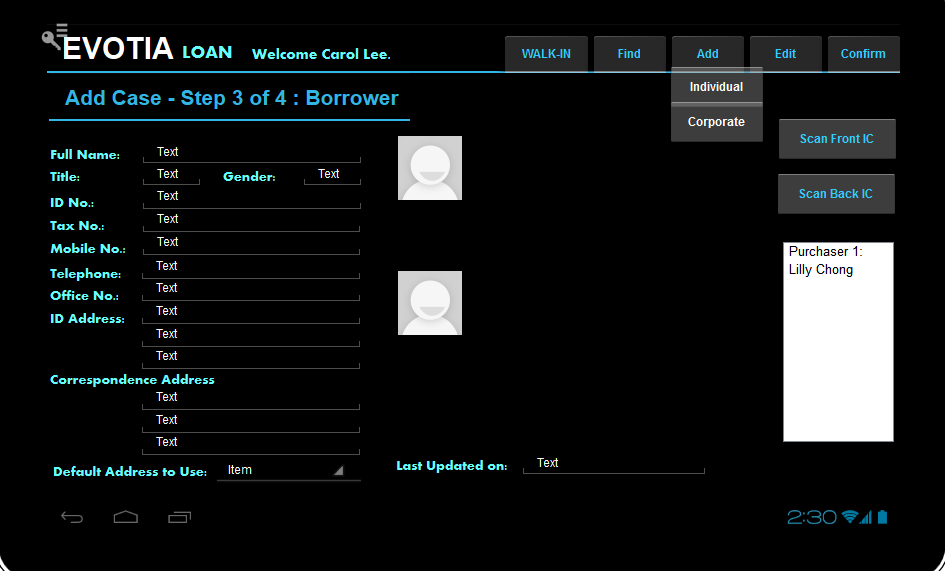 EVOTIA LOAN Welcome Carol Lee.
WALK-IN Find Add Edit Confirm
Individual
Corporate
Add Case - Step 3 of 4 : Borrower
Scan Front IC
Scan Back IC
Full Name: Text
Title: Text Gender: Text
ID No.: Text
Tax No.: Text
Mobile No.: Text
Telephone: Text
Office No.: Text
ID Address: Text
Text
Text
Correspondence Address
Text
Text
Text
Default Address to Use: Item
Last Updated on: Text
Purchaser 1:
Lilly Chong
2:30